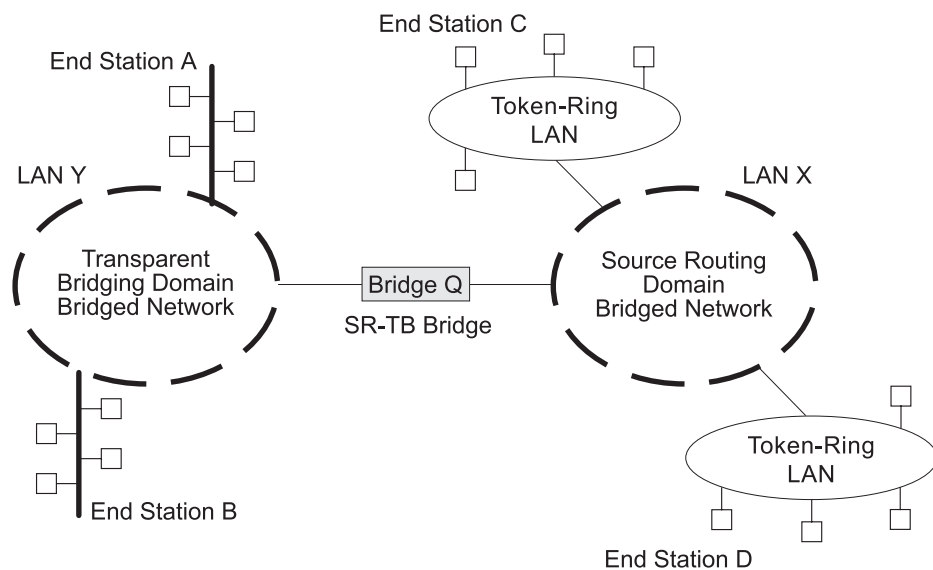 End Station C
End Station A
Token-Ring
LAN
LAN Y
LAN X
Transparent
Bridging Domain
Bridged Network
Bridge Q
SR-TB Bridge
Source Routing
Domain
Bridged Network
Token-Ring
LAN
End Station B
End Station D